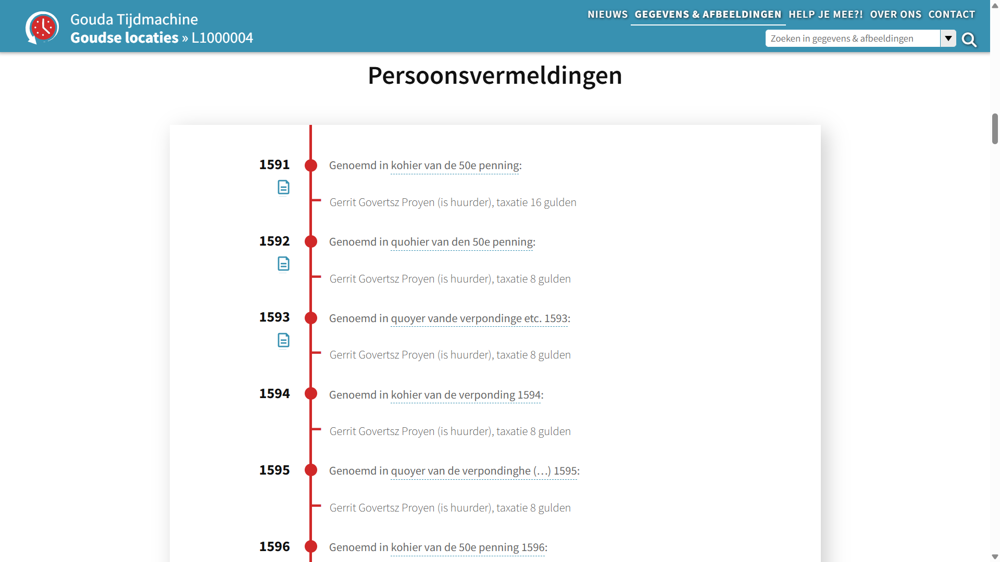 Gouda Tijdmachine
Goudse locaties » L1000004
NIEUWS GEGEVENS & AFBEELDINGEN HELP JE MEE?! OVER ONS CONTACT
Zoeken in gegevens & afbeeldingen
Persoonsvermeldingen
1591 Genoemd in kohier van de 50e penning:
Gerrit Govertsz Proyen (is huurder), taxatie 16 gulden
1592 Genoemd in quohier van den 50e penning:
Gerrit Govertsz Proyen (is huurder), taxatie 8 gulden
1593 Genoemd in quoyer vande verpondinge etc. 1593:
Gerrit Govertsz Proyen (is huurder), taxatie 8 gulden
1594 Genoemd in kohier van de verponding 1594:
Gerrit Govertsz Proyen (is huurder), taxatie 8 gulden
1595 Genoemd in quoyer van de verpondinghe (…) 1595:
Gerrit Govertsz Proyen (is huurder), taxatie 8 gulden
1596 Genoemd in kohier van de 50e penning 1596: